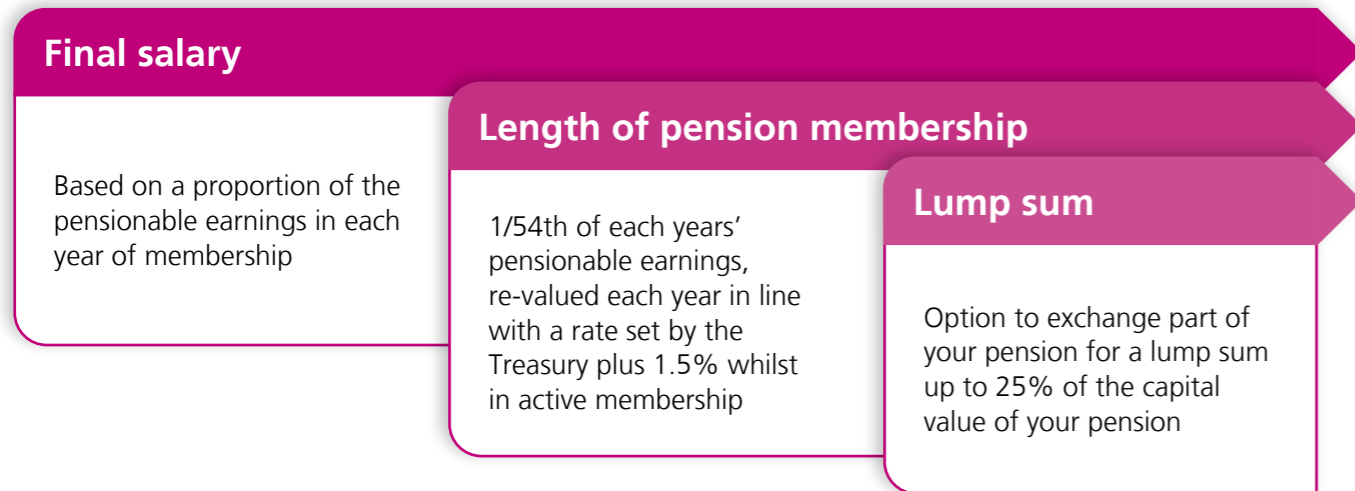 Final salary
Based on a proportion of the
pensionable earnings in each
year of membership
Length of pension membership
1/54th of each years’
pensionable earnings,
re-valued each year in line
with a rate set by the
Treasury plus 1.5% whilst
in active membership
Lump sum
Option to exchange part of
your pension for a lump sum
up to 25% of the capital
value of your pension